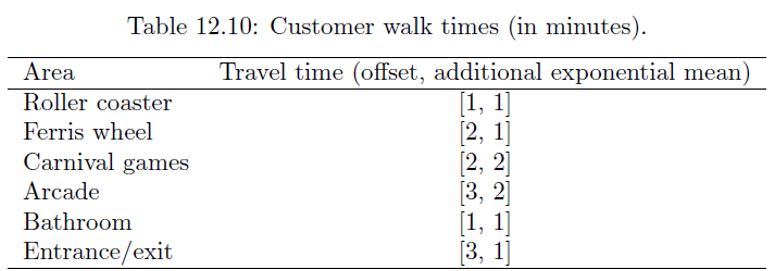 Table 12.10: Customer walk times (in minutes).
Area Travel time (offset, additional exponential mean)
Roller coaster [1, 1]
Ferris wheel [2, 1]
Carnival games [2, 2]
Arcade [3, 2]
Bathroom [1, 1]
Entrance/exit [3, 1]